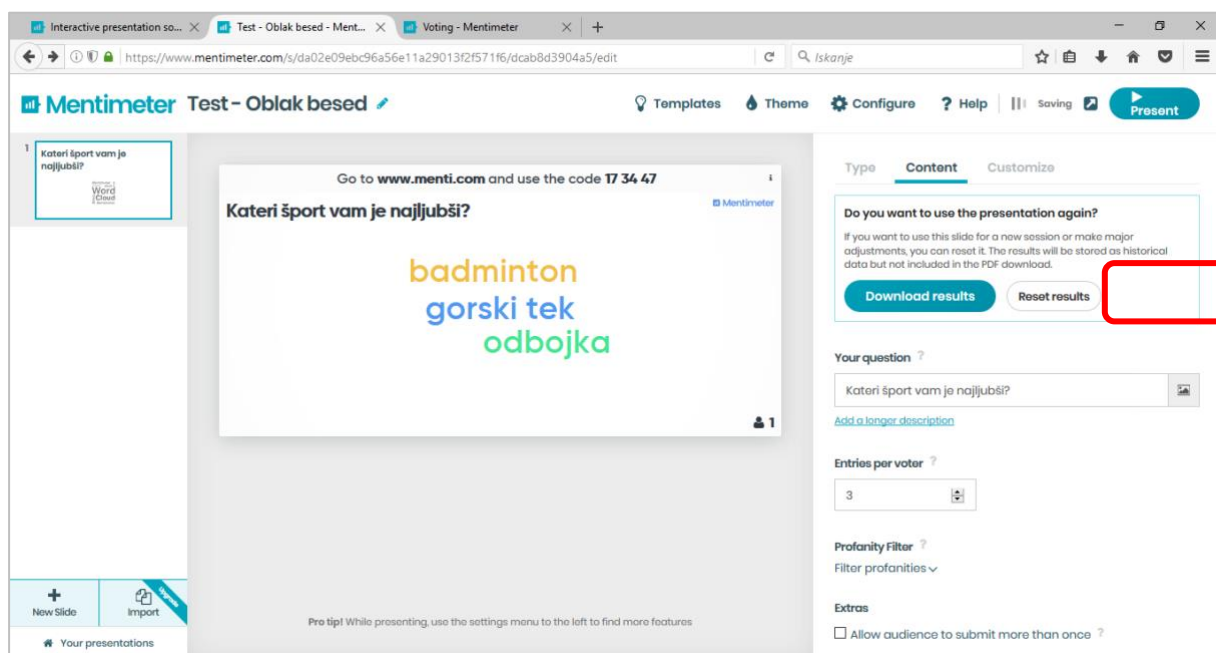 Interactive presentation so...
Test - Oblak besed - Ment...
Voting - Mentimeter
https://www.mentimeter.com/s/da02e09ebc96a56e11a29013f2f571f6/dcab8d3904a5/edit
Iskanje
Mentimeter Test - Oblak besed
Templates Theme Configure ? Help Saving Present
1 Kateri šport vam je
najljubši?
Word
Cloud
Go to www.menti.com and use the code 17 34 47
Kateri šport vam je najljubši?
Mentimeter
badminton
gorski tek
odbojka
1
Pro tip! While presenting, use the settings menu to the left to find more features
New Slide
Import
Upgrade
Your presentations
Type Content Customize
Do you want to use the presentation again?
If you want to use this slide for a new session or make major
adjustments, you can reset it. The results will be stored as historical
data but not included in the PDF download.
Download results Reset results
Your question ?
Kateri šport vam je najljubši?
Add a longer description
Entries per voter ?
3
Profanity Filter ?
Filter profanities
Extras
Allow audience to submit more than once ?